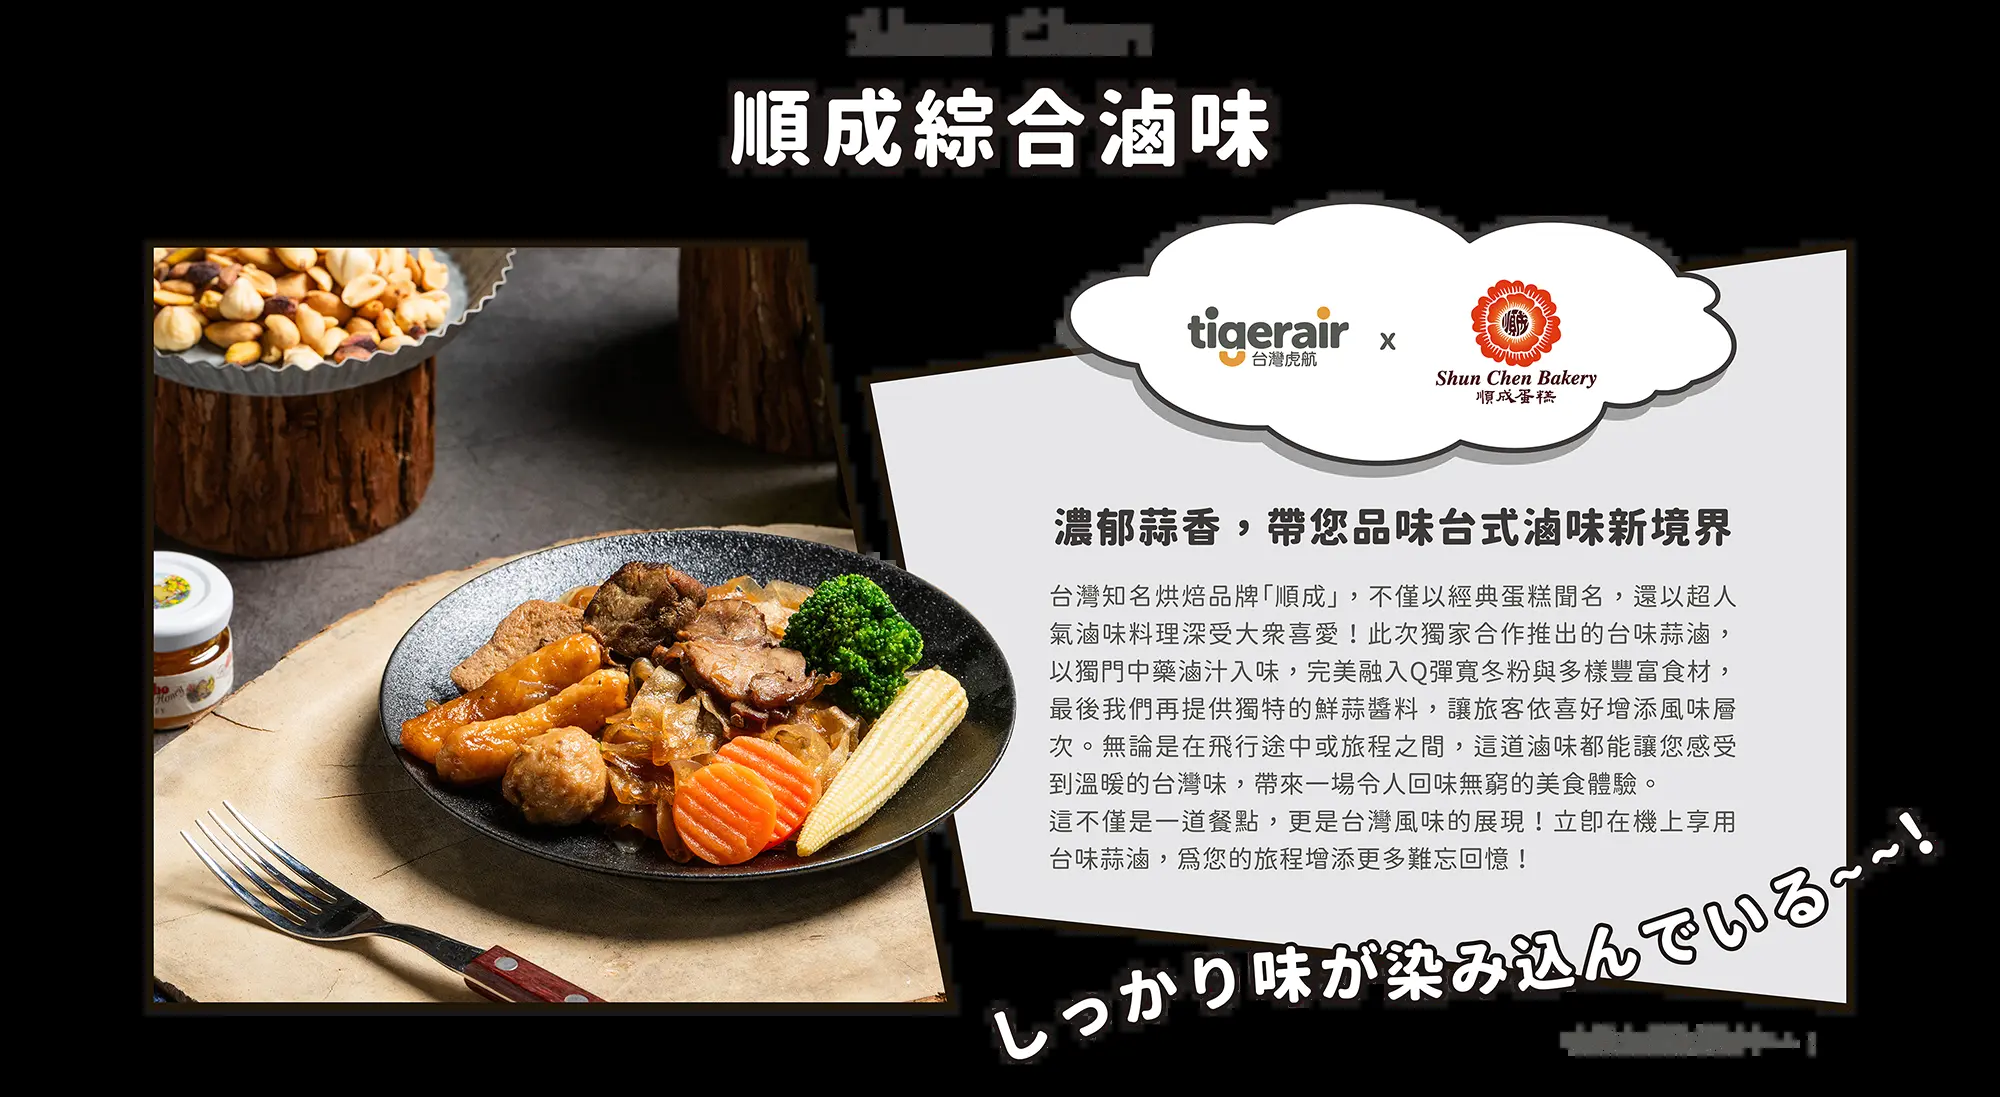 順成綜合滷味
tigerair
台灣虎航
x
順成
Shun Chen Bakery
順成蛋糕
濃郁蒜香，帶您品味台式滷味新境界
台灣知名烘焙品牌「順成」，不僅以經典蛋糕聞名，還以超人
氣滷味料理深受大衆喜愛！此次獨家合作推出的台味蒜滷，
以獨門中藥滷汁入味，完美融入Q彈寬冬粉與多樣豐富食材，
最後我們再提供獨特的鮮蒜醬料，讓旅客依喜好增添風味層
次。無論是在飛行途中或旅程之間，這道滷味都能讓您感受
到溫暖的台灣味，帶來一場令人回味無窮的美食體驗。
這不僅是一道餐點，更是台灣風味的展現！立卽在機上享用
台味蒜滷，爲您的旅程增添更多難忘回憶！
しっかり味が染み込んでいる~~!